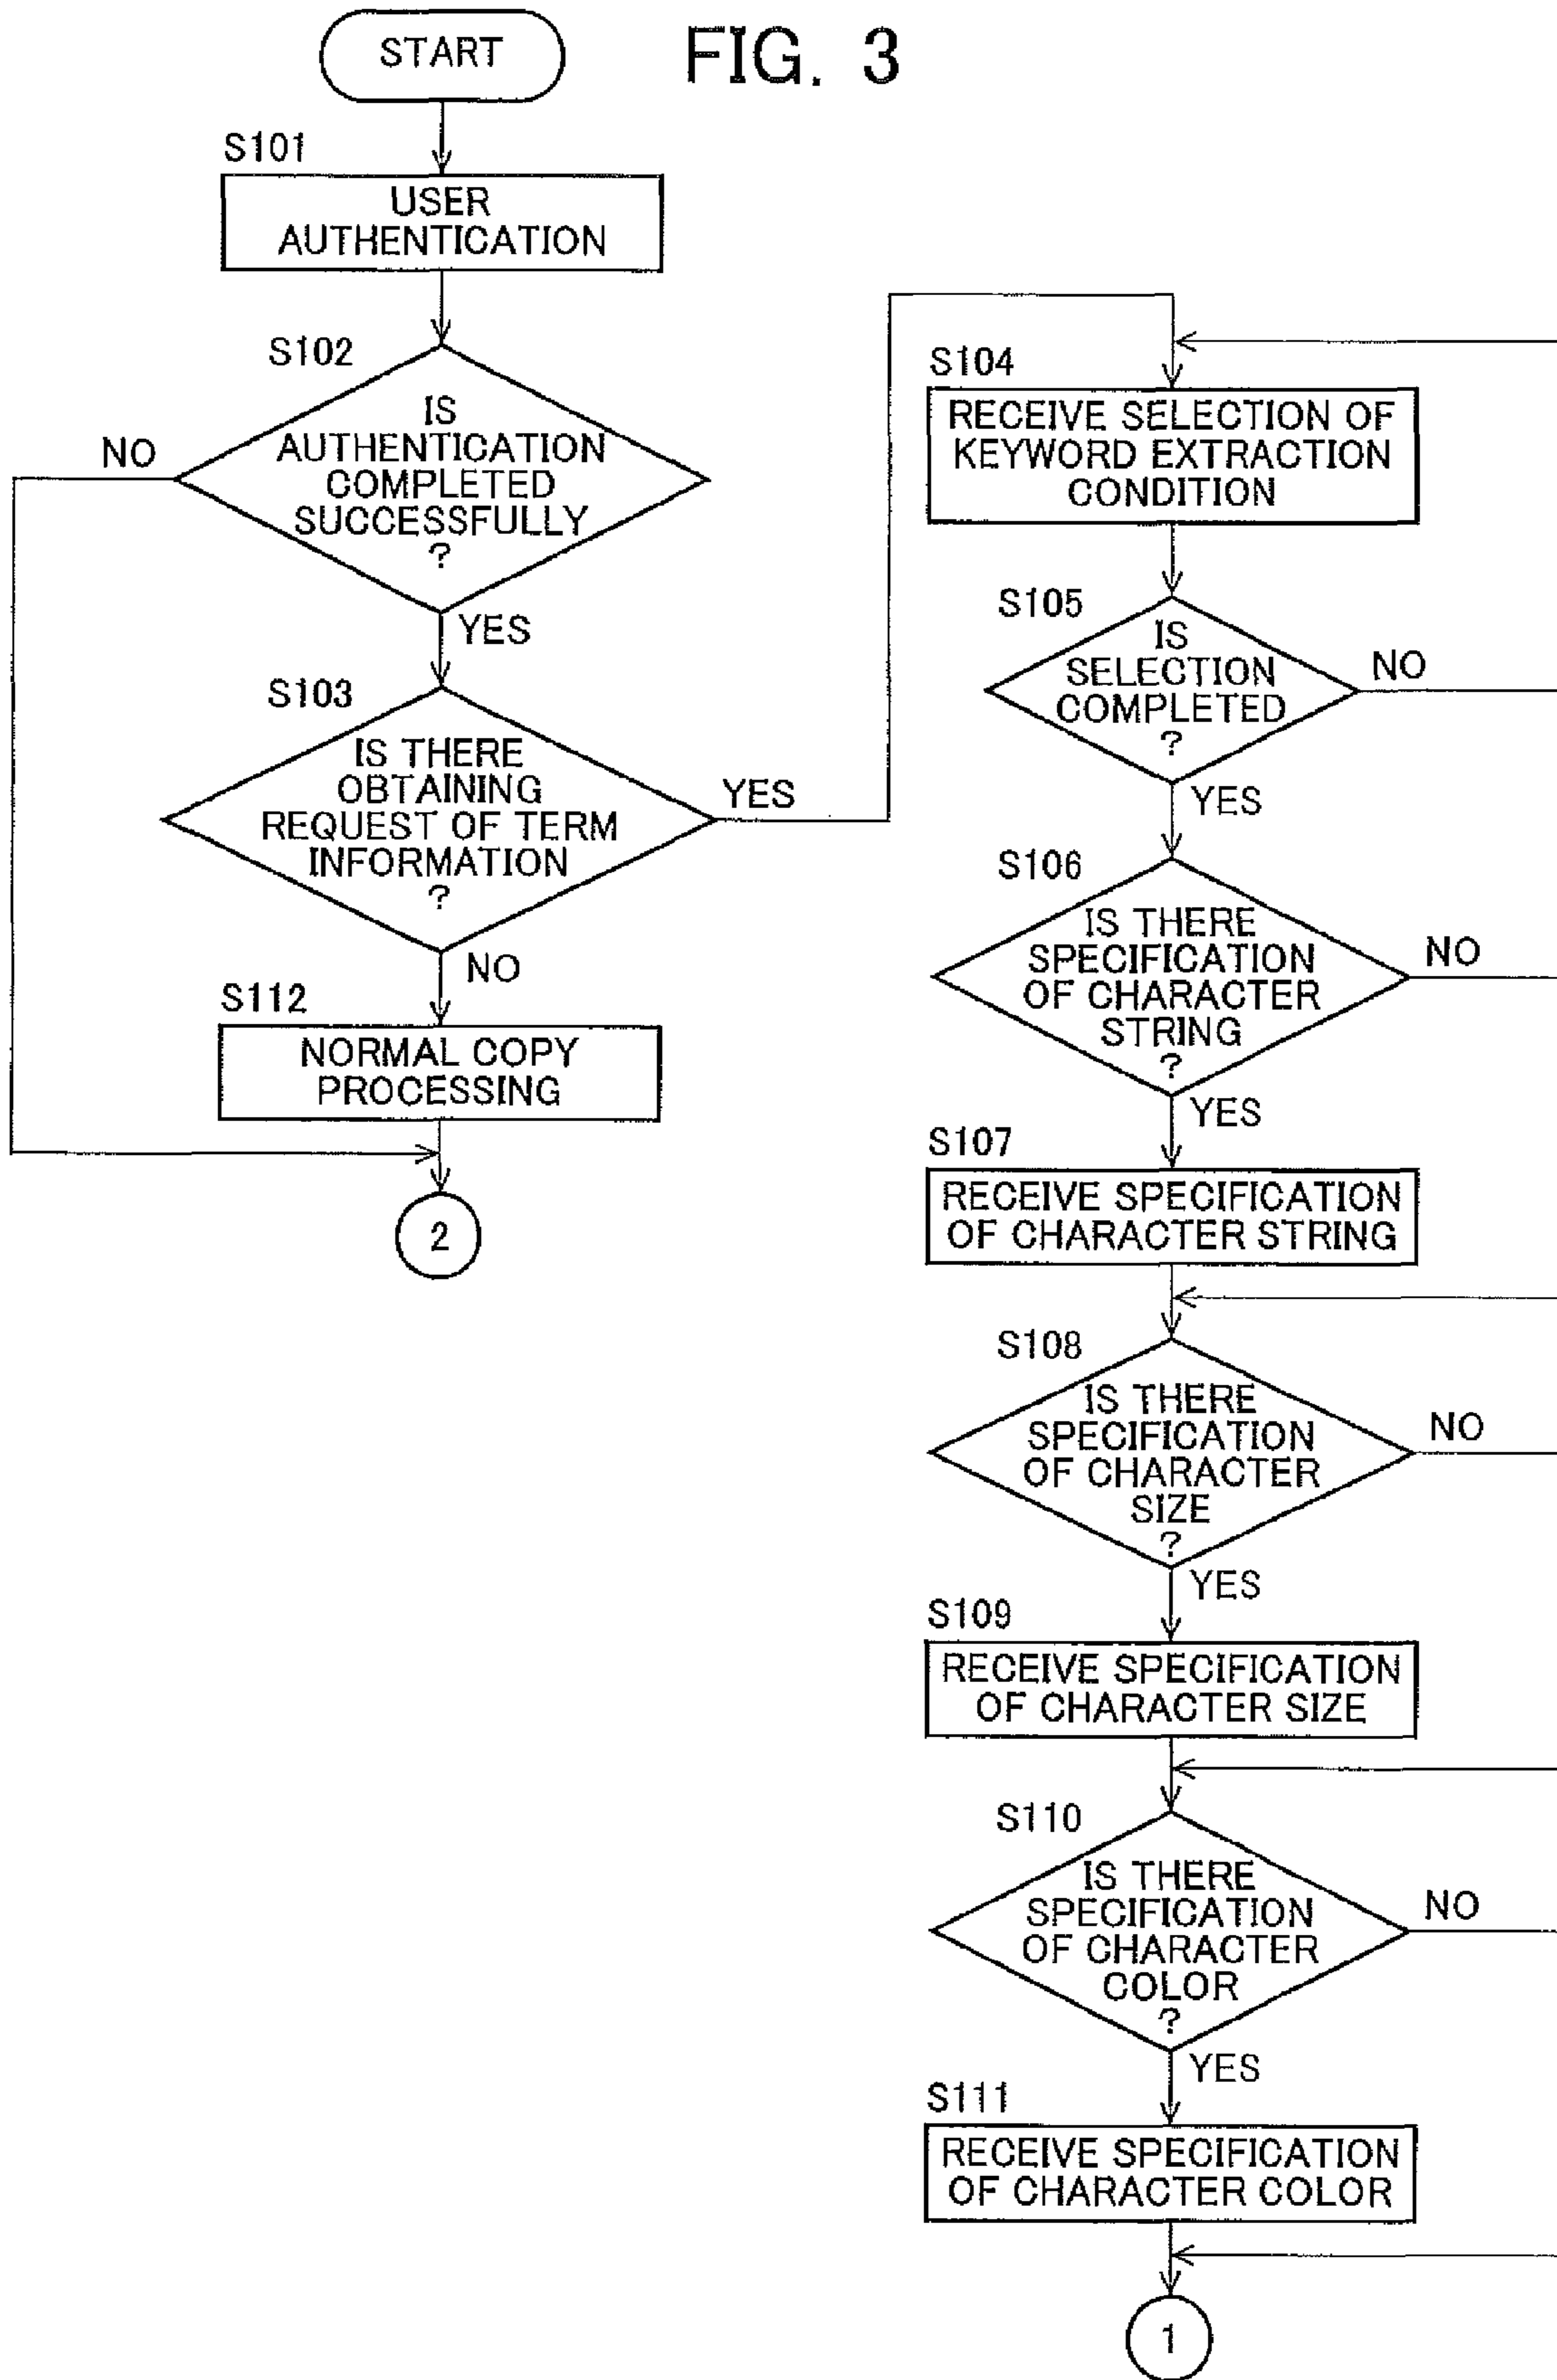 FIG. 3
START
S101
USER
AUTHENTICATION
S102
IS
AUTHENTICATION
COMPLETED
SUCCESSFULLY
?
NO
YES
S103
IS THERE
OBTAINING
REQUEST OF TERM
INFORMATION
?
YES
NO
S112
NORMAL COPY
PROCESSING
2
S104
RECEIVE SELECTION OF
KEYWORD EXTRACTION
CONDITION
S105
IS
SELECTION
COMPLETED
?
NO
YES
S106
IS THERE
SPECIFICATION
OF CHARACTER
STRING
?
NO
YES
S107
RECEIVE SPECIFICATION
OF CHARACTER STRING
S108
IS THERE
SPECIFICATION
OF CHARACTER
SIZE
?
NO
YES
S109
RECEIVE SPECIFICATION
OF CHARACTER SIZE
S110
IS THERE
SPECIFICATION
OF CHARACTER
COLOR
?
NO
YES
S111
RECEIVE SPECIFICATION
OF CHARACTER COLOR
1